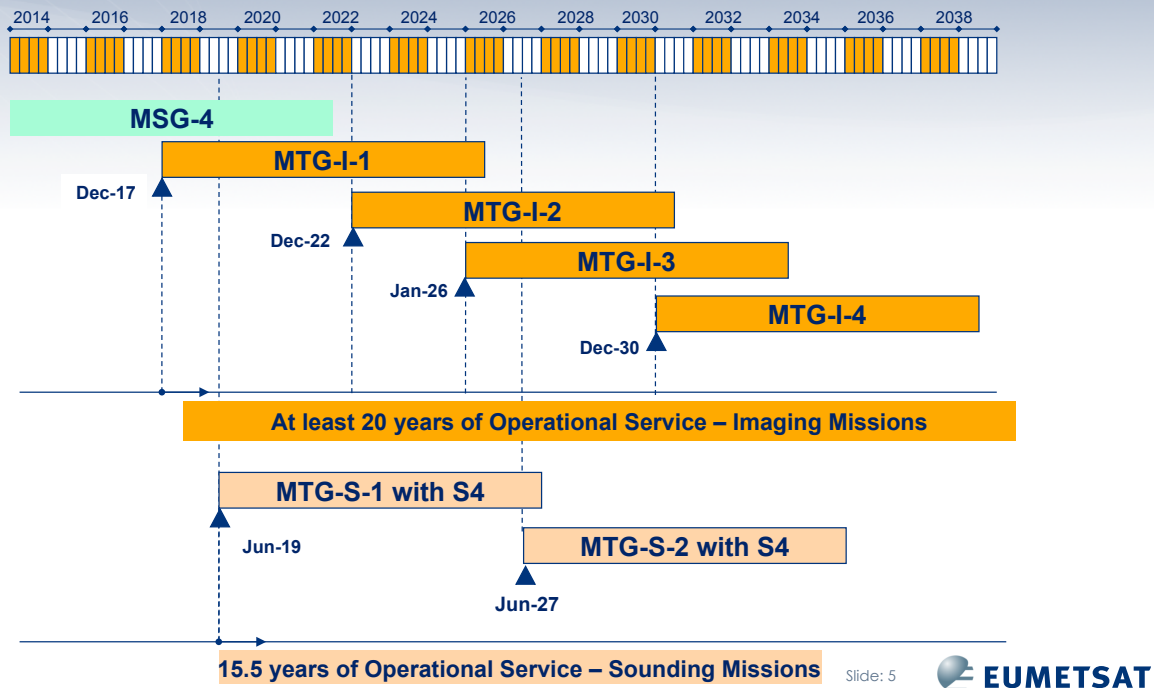 2014 2016 2018 2020 2022 2024 2026 2028 2030 2032 2034 2036 2038
MSG-4
MTG-I-1
Dec-17
MTG-I-2
Dec-22
MTG-I-3
Jan-26
MTG-I-4
Dec-30
At least 20 years of Operational Service – Imaging Missions
MTG-S-1 with S4
Jun-19
MTG-S-2 with S4
Jun-27
15.5 years of Operational Service – Sounding Missions
Slide: 5
EUMETSAT